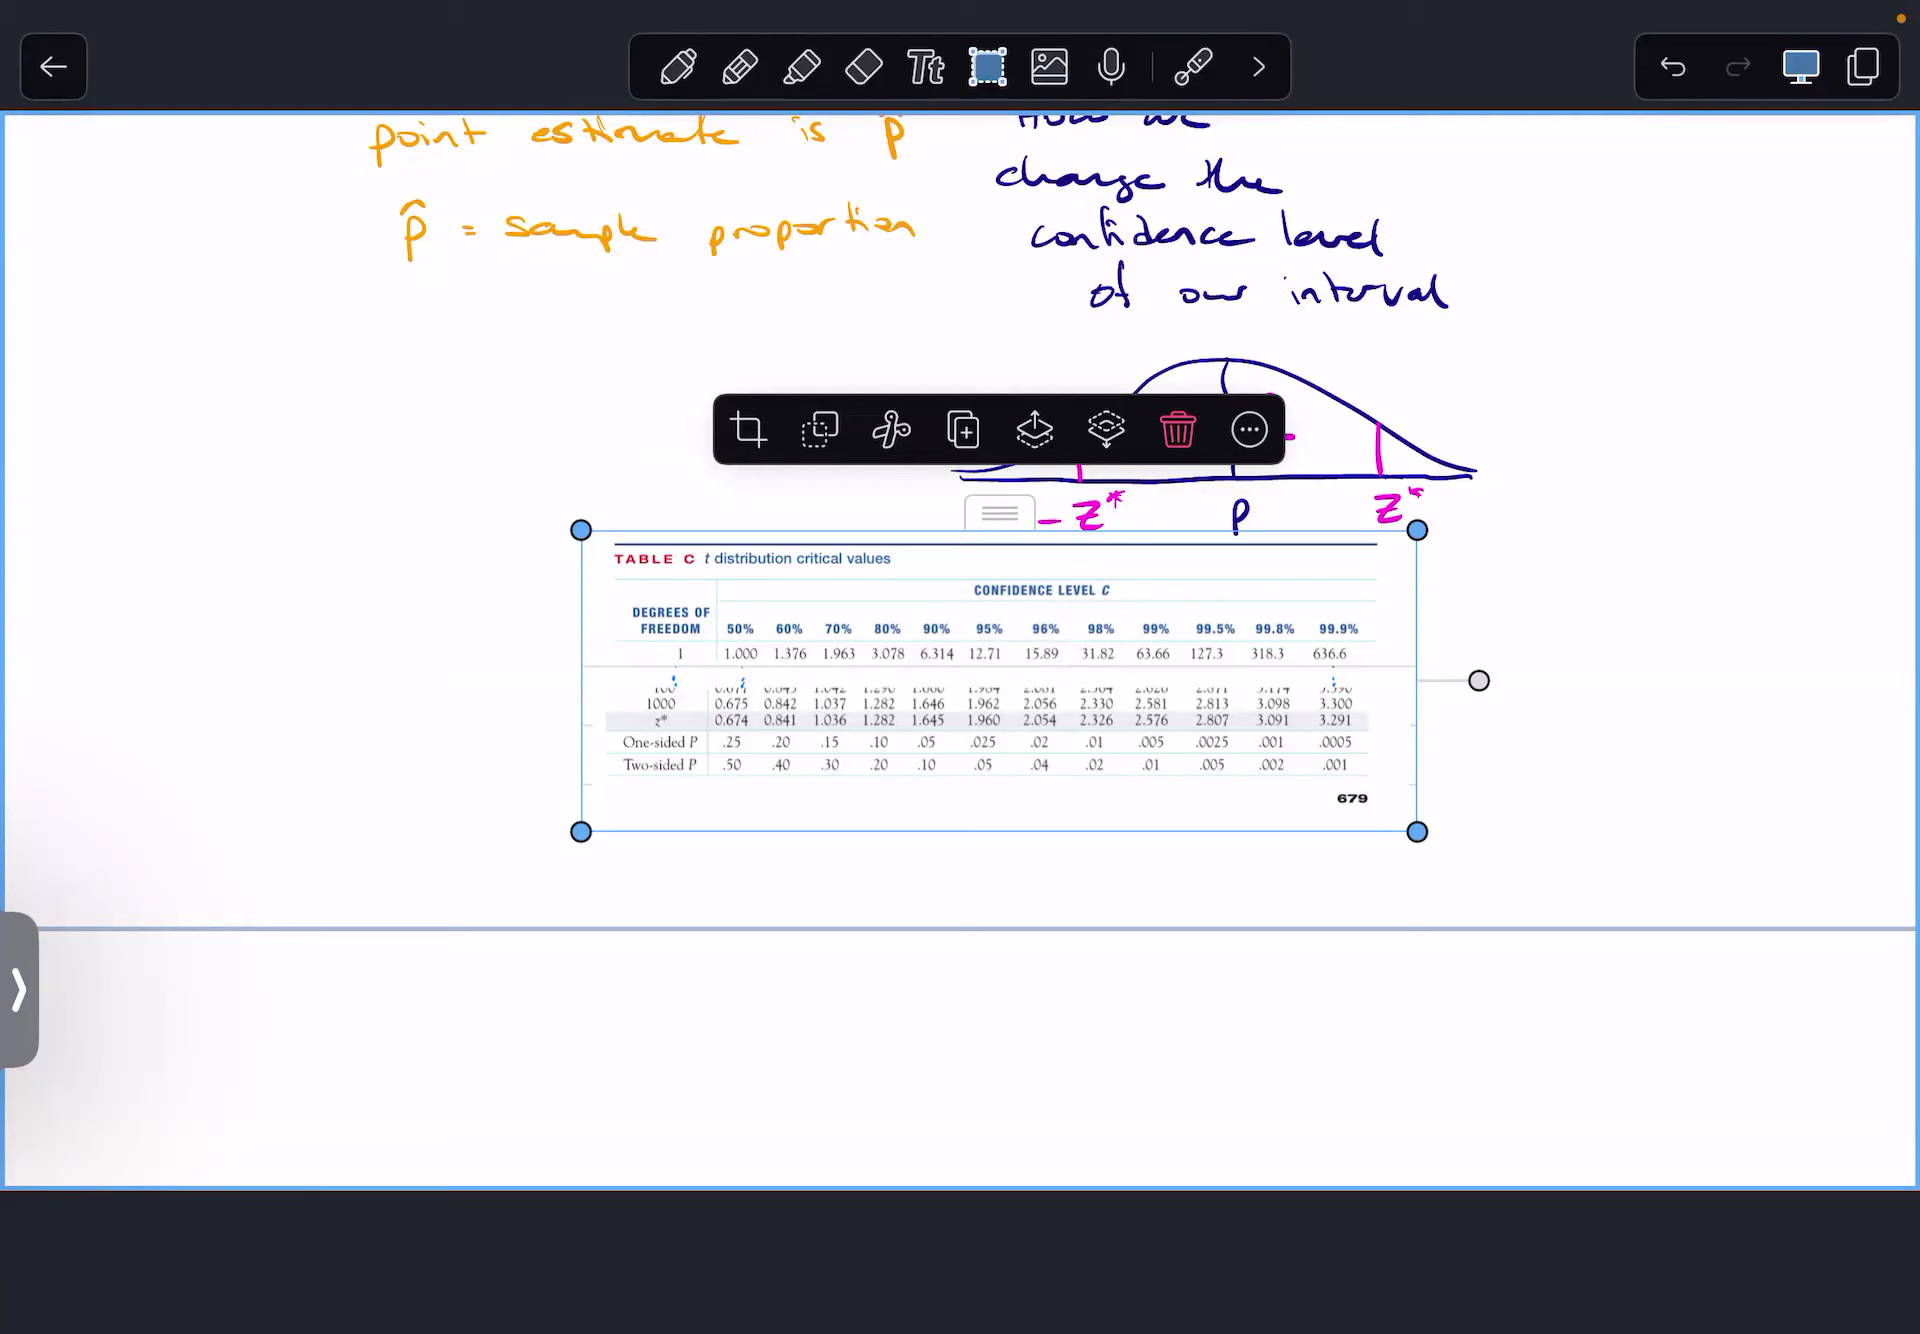 Tt
point estimate is p̂
p̂ = sample proportion
How we
change the
confidence level
of our interval
- z* p z*
TABLE C t distribution critical values
CONFIDENCE LEVEL C
DEGREES OF
FREEDOM 50% 60% 70% 80% 90% 95% 96% 98% 99% 99.5% 99.8% 99.9%
1 1.000 1.376 1.963 3.078 6.314 12.71 15.89 31.82 63.66 127.3 318.3 636.6
1000 0.675 0.842 1.037 1.282 1.646 1.962 2.056 2.330 2.581 2.813 3.098 3.300
z* 0.674 0.841 1.036 1.282 1.645 1.960 2.054 2.326 2.576 2.807 3.091 3.291
One-sided P .25 .20 .15 .10 .05 .025 .02 .01 .005 .0025 .001 .0005
Two-sided P .50 .40 .30 .20 .10 .05 .04 .02 .01 .005 .002 .001
679